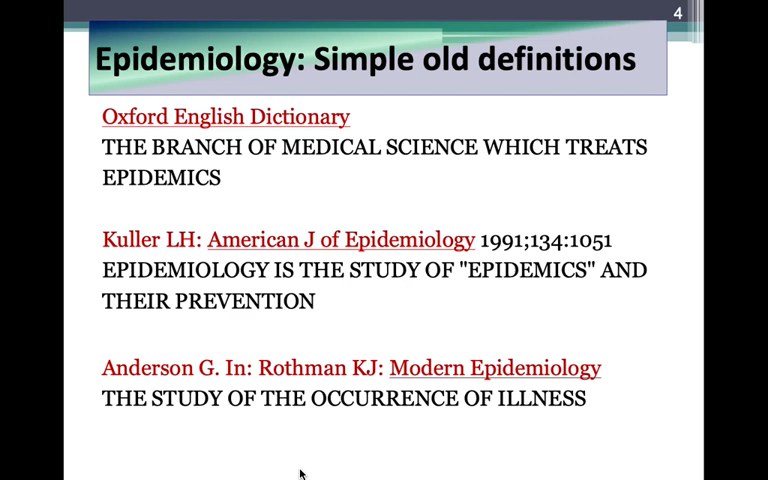 4
Epidemiology: Simple old definitions
Oxford English Dictionary
THE BRANCH OF MEDICAL SCIENCE WHICH TREATS
EPIDEMICS
Kuller LH: American J of Epidemiology 1991;134:1051
EPIDEMIOLOGY IS THE STUDY OF "EPIDEMICS" AND
THEIR PREVENTION
Anderson G. In: Rothman KJ: Modern Epidemiology
THE STUDY OF THE OCCURRENCE OF ILLNESS